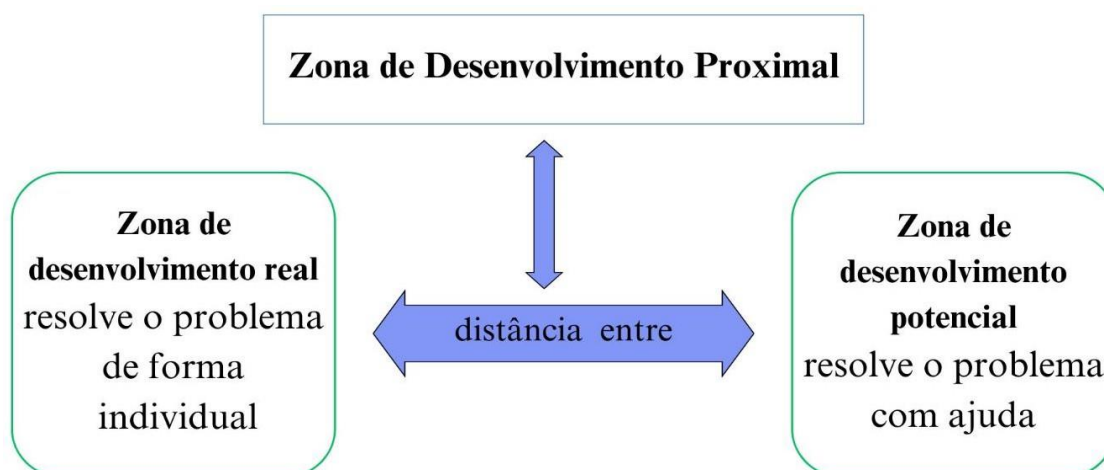 Zona de Desenvolvimento Proximal
Zona de
desenvolvimento real
resolve o problema
de forma
individual
distância entre
Zona de
desenvolvimento
potencial
resolve o problema
com ajuda